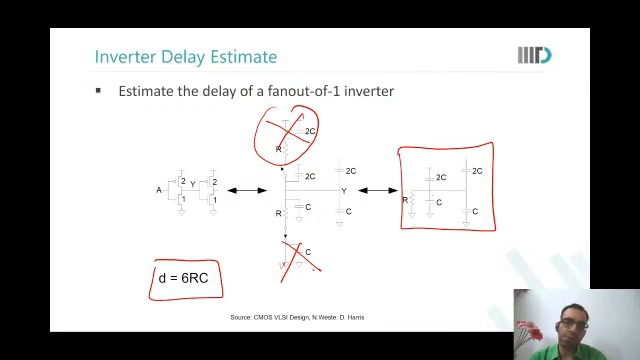 Inverter Delay Estimate
Estimate the delay of a fanout-of-1 inverter
2C
R
2C
2C
2C
2C
A
2
Y
2
Y
R
C
1
1
R
C
C
C
C
d = 6RC
Source: CMOS VLSI Design, N.Weste: D. Harris